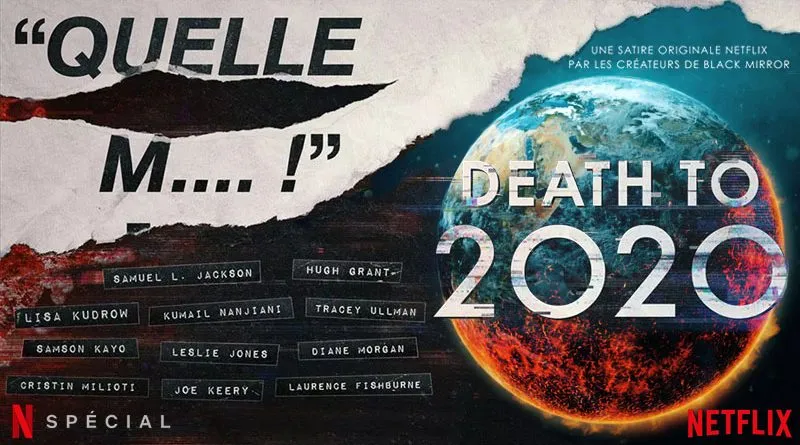 “QUELLE
M.... !”
UNE SATIRE ORIGINALE NETFLIX
PAR LES CRÉATEURS DE BLACK MIRROR
DEATH TO
2020
SAMUEL L. JACKSON
HUGH GRANT
LISA KUDROW
KUMAIL NANJIANI
TRACEY ULLMAN
SAMSON KAYO
LESLIE JONES
DIANE MORGAN
CRISTIN MILIOTI
JOE KEERY
LAURENCE FISHBURNE
N SPÉCIAL
NETFLIX